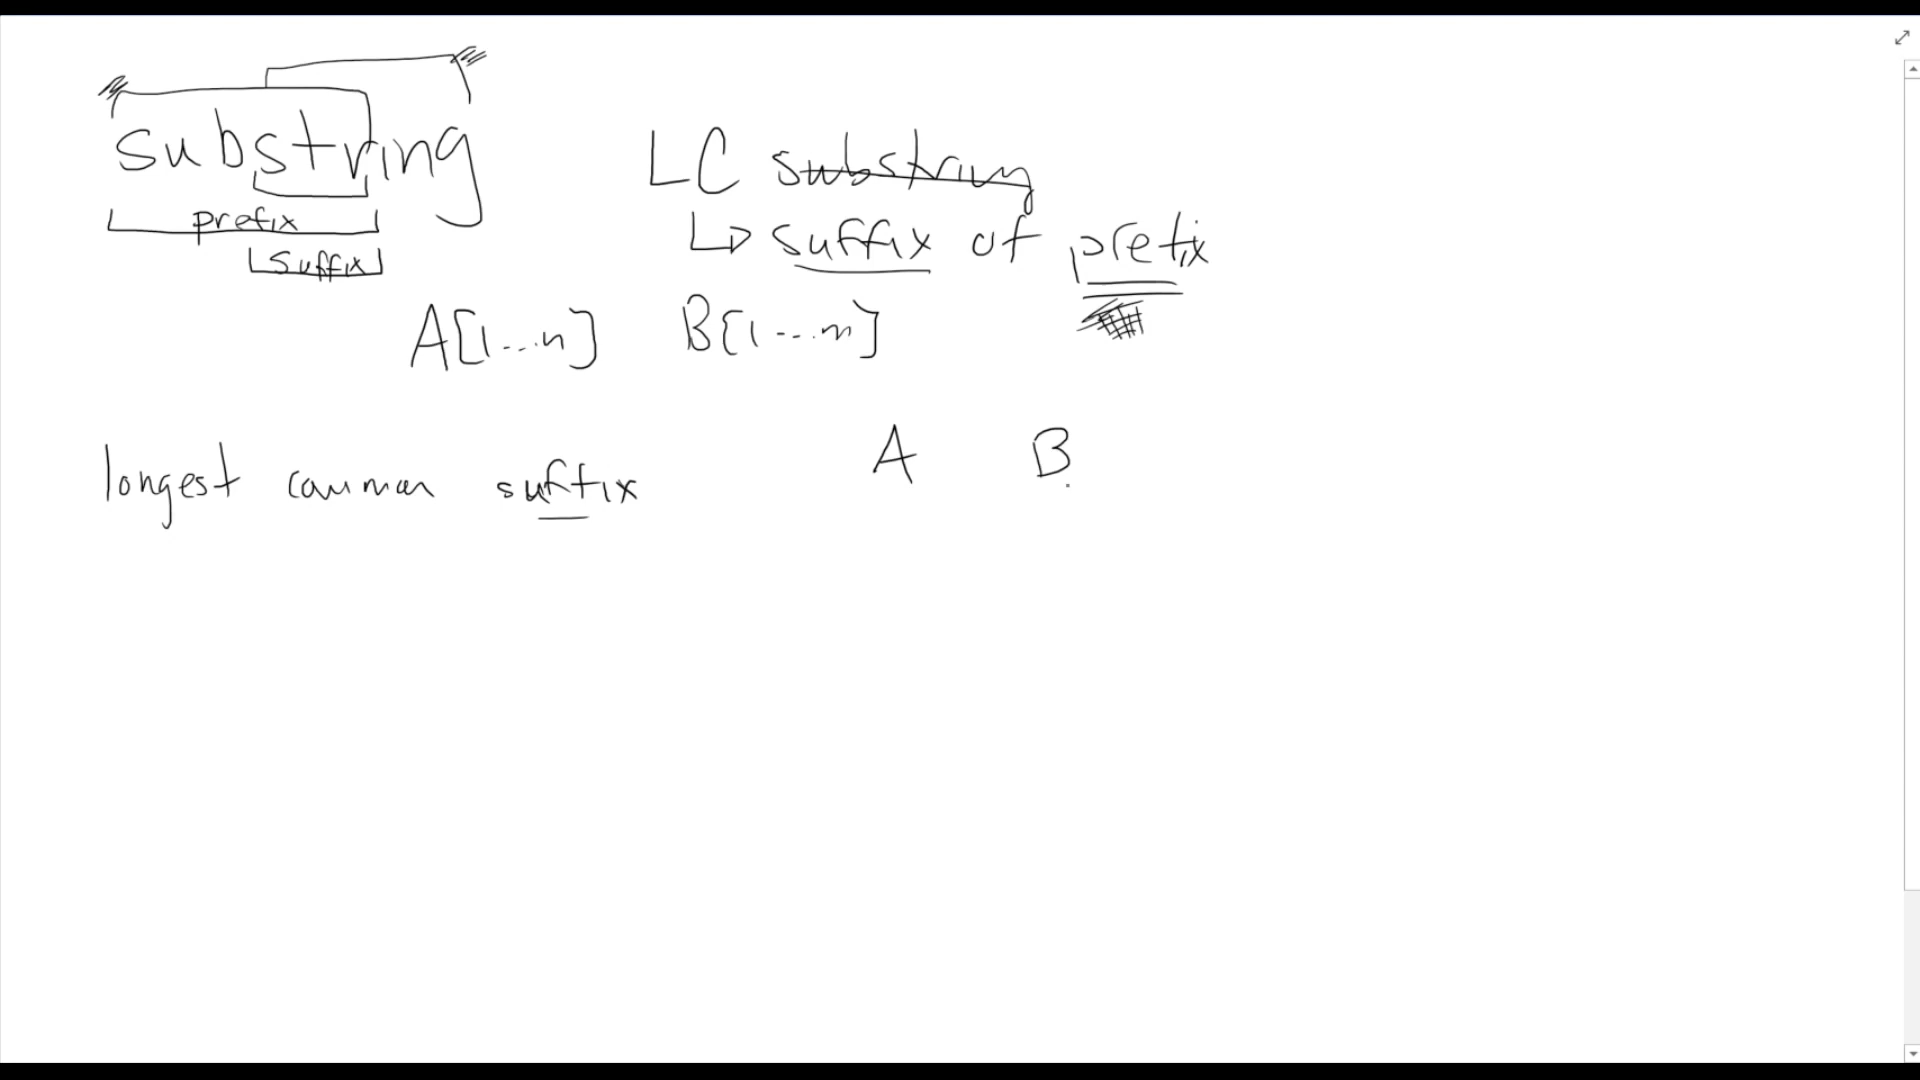 substring
prefix
suffix
LC substring
↳ suffix of prefix
A[1...n] B[1...m]
longest common suffix A B